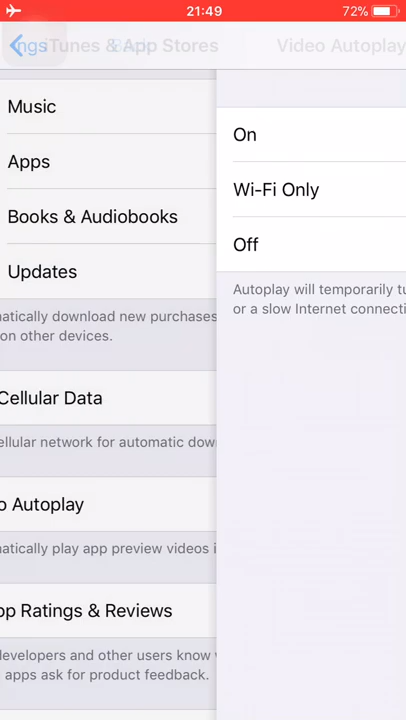 21:49
72%
ngs iTunes & App Stores
Back
Video Autoplay
Music
Apps
Books & Audiobooks
Updates
matically download new purchases
on other devices.
Cellular Data
ellular network for automatic dow
o Autoplay
matically play app preview videos i
pp Ratings & Reviews
developers and other users know
apps ask for product feedback.
On
Wi-Fi Only
Off
Autoplay will temporarily tu
or a slow Internet connecti